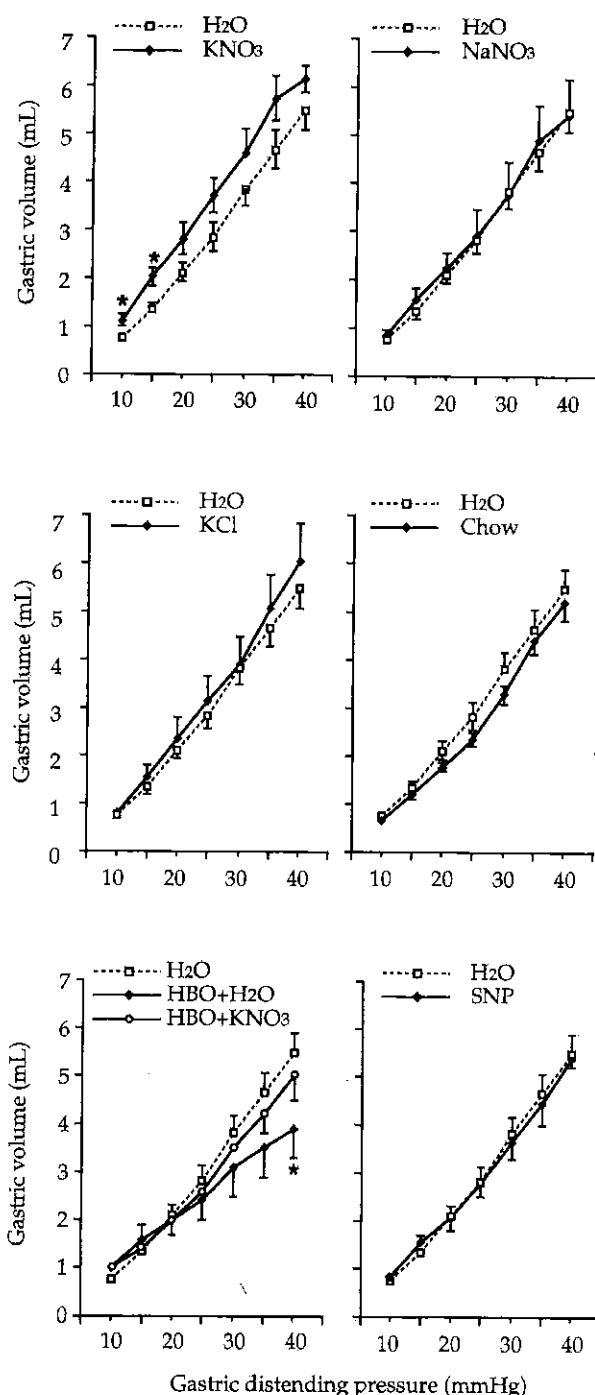 H2O
KNO3
Gastric volume (mL)
7
6
5
4
3
2
1
0
*
*
10 20 30 40
H2O
NaNO3
10 20 30 40
H2O
KCl
Gastric volume (mL)
7
6
5
4
3
2
1
0
10 20 30 40
H2O
Chow
10 20 30 40
H2O
HBO+H2O
HBO+KNO3
Gastric volume (mL)
7
6
5
4
3
2
1
0
*
10 20 30 40
H2O
SNP
10 20 30 40
Gastric distending pressure (mmHg)